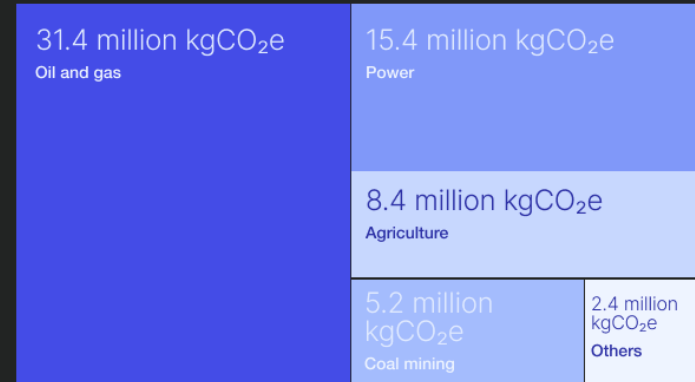 31.4 million kgCO₂e
Oil and gas
15.4 million kgCO₂e
Power
8.4 million kgCO₂e
Agriculture
5.2 million
kgCO₂e
Coal mining
2.4 million
kgCO₂e
Others